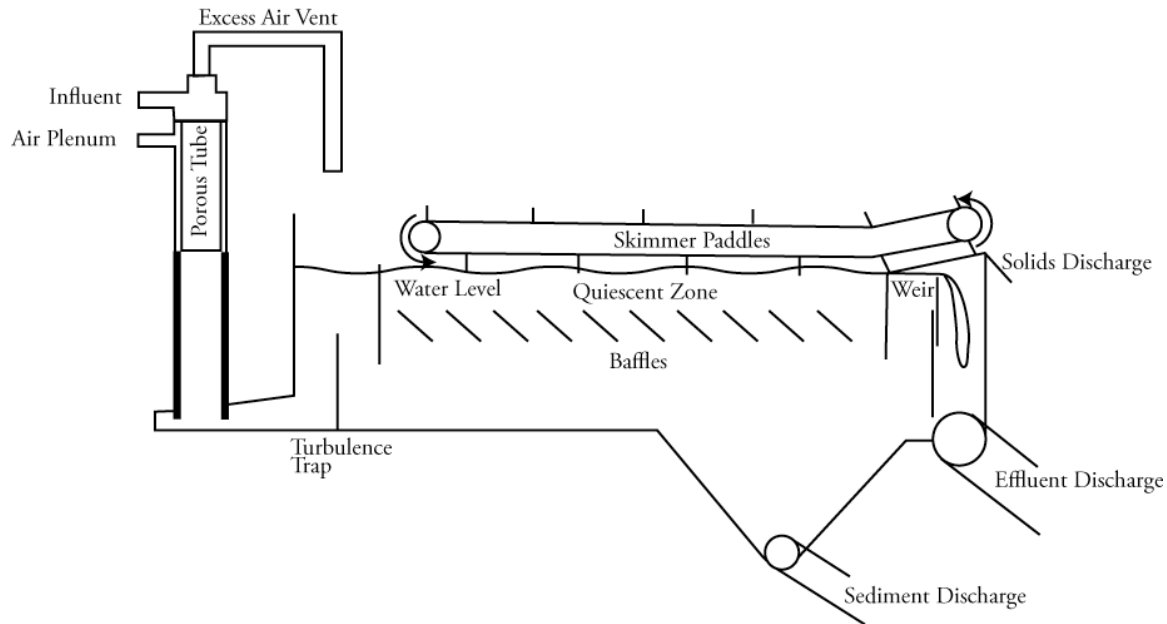 Excess Air Vent
Influent
Air Plenum
Porous Tube
Skimmer Paddles
Solids Discharge
Water Level
Quiescent Zone
Weir
Baffles
Turbulence
Trap
Effluent Discharge
Sediment Discharge